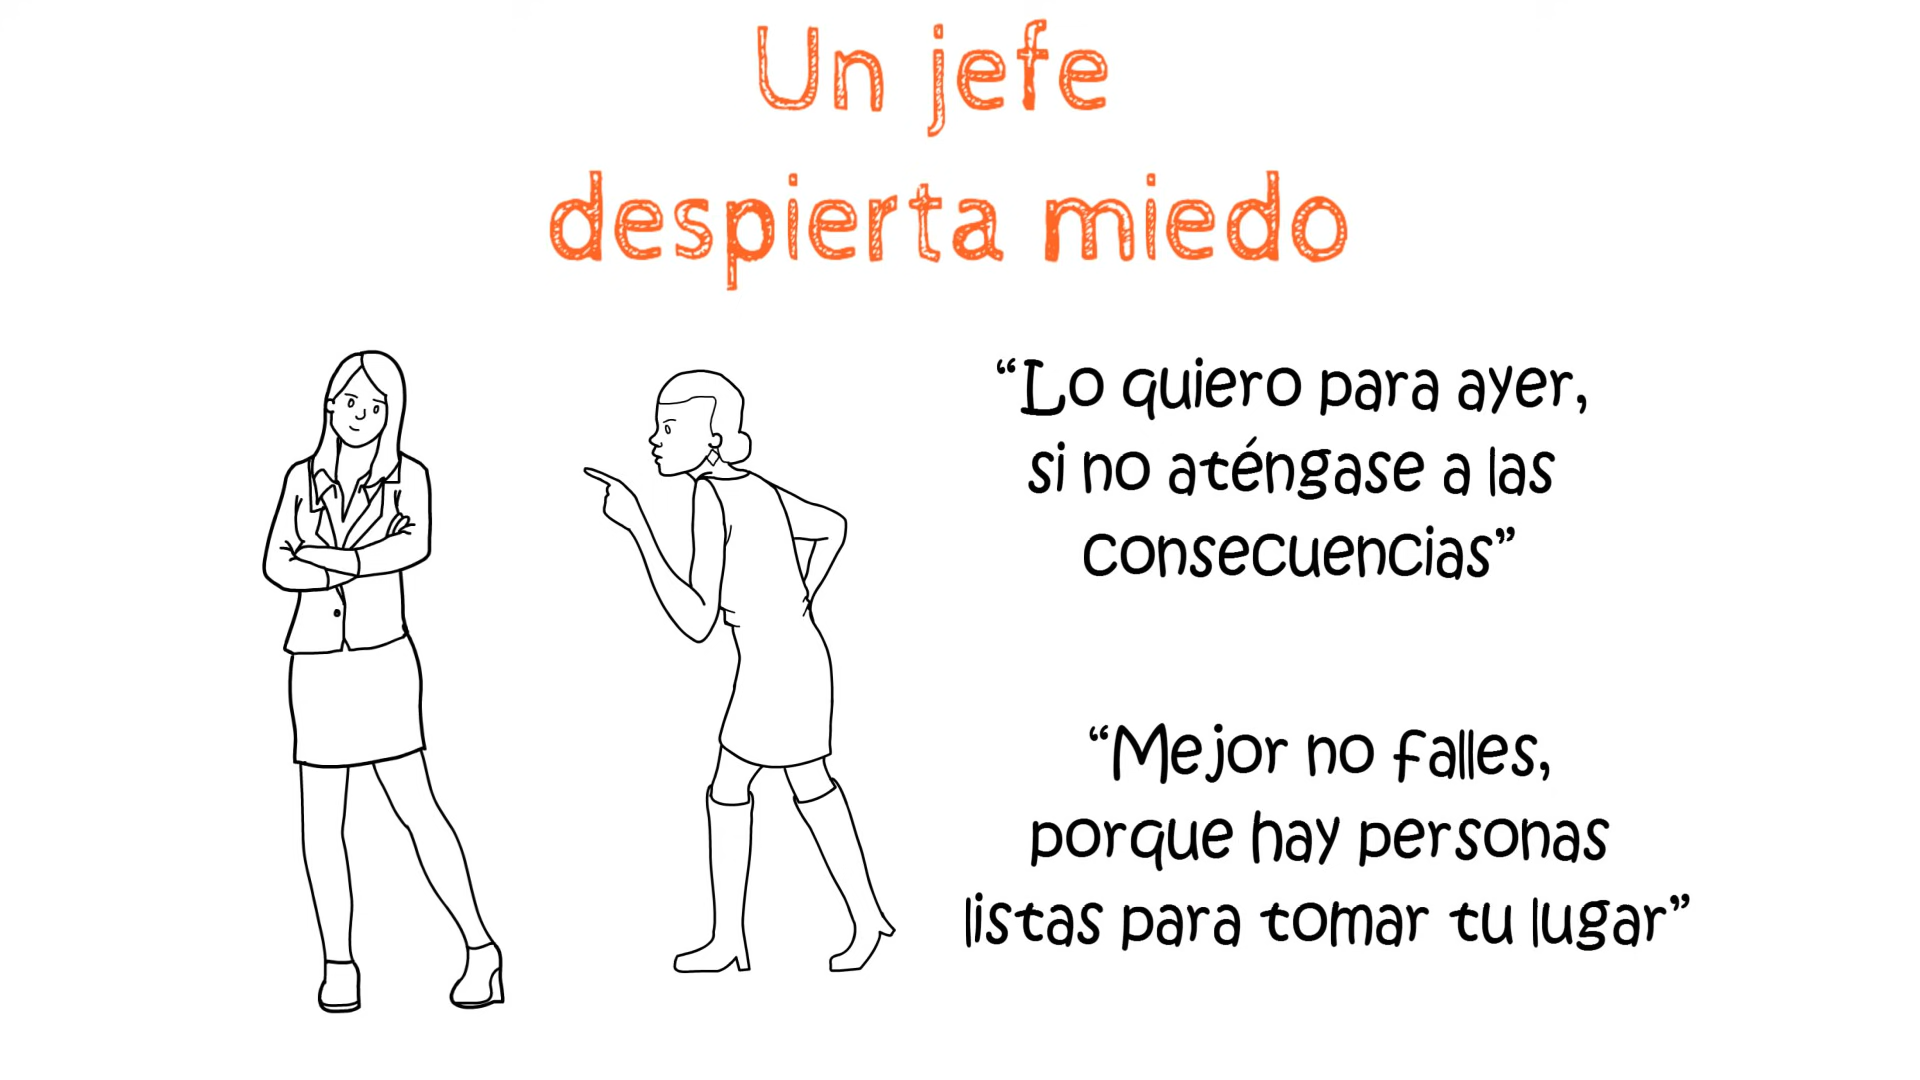 Un jefe
despierta miedo
“Lo quiero para ayer,
si no aténgase a las
consecuencias”
“Mejor no falles,
porque hay personas
listas para tomar tu lugar”